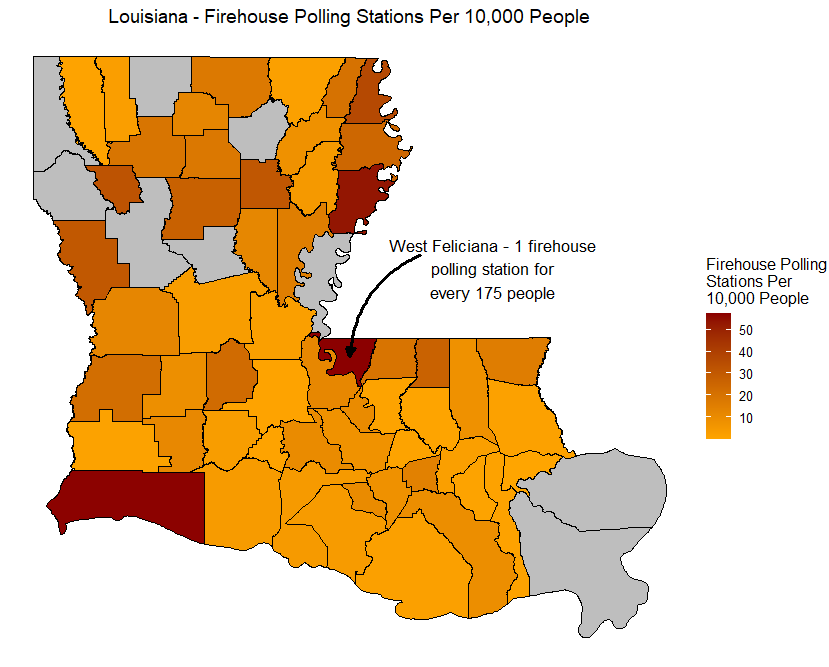 Louisiana - Firehouse Polling Stations Per 10,000 People
West Feliciana - 1 firehouse
polling station for
every 175 people
Firehouse Polling
Stations Per
10,000 People
50
40
30
20
10